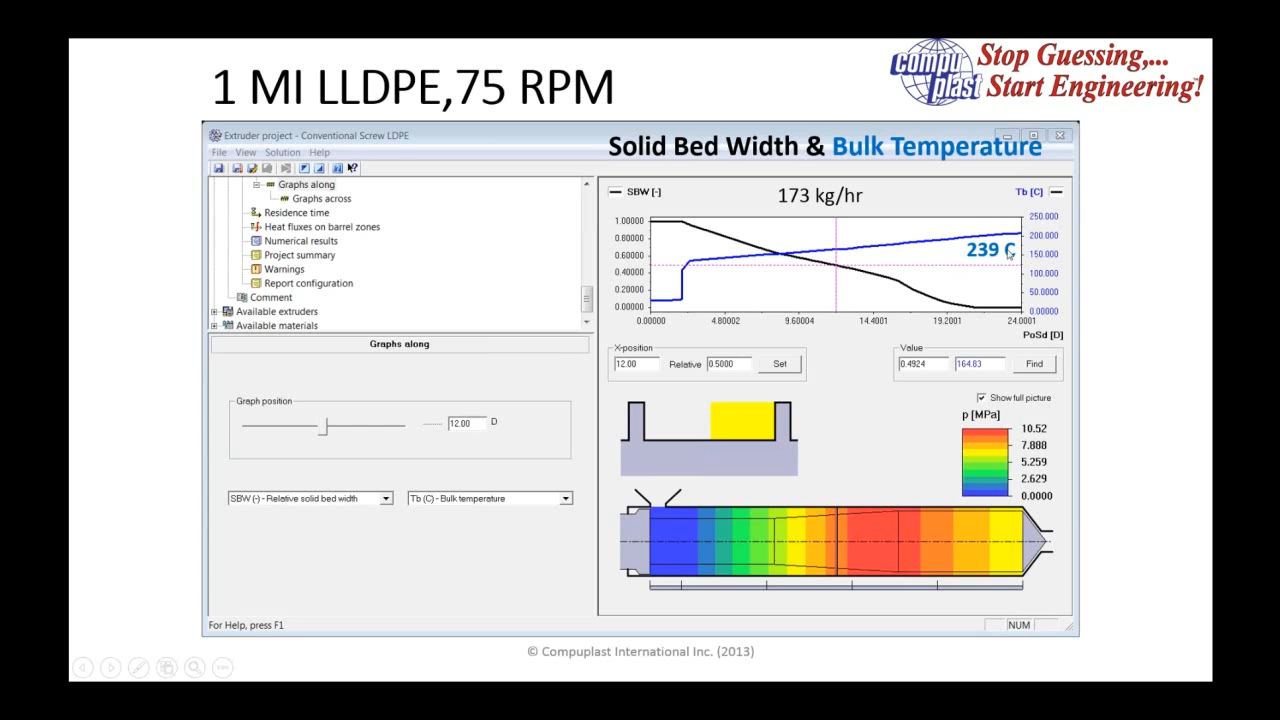 1 MI LLDPE,75 RPM
compu
plast
Stop Guessing,...
Start Engineering!
Extruder project - Conventional Screw LDPE
File View Solution Help
Solid Bed Width & Bulk Temperature
Graphs along
Graphs across
Residence time
Heat fluxes on barrel zones
Numerical results
Project summary
Warnings
Report configuration
Comment
Available extruders
Available materials
Graphs along
Graph position
12.00 D
SBW (-) - Relative solid bed width
Tb (C) - Bulk temperature
SBW [-]
173 kg/hr
Tb [C]
1.00000
0.80000
0.60000
0.40000
0.20000
0.00000
250.000
200.000
150.000
100.000
50.0000
0.00000
239 C
0.00000 4.80002 9.60004 14.4001 19.2001 24.0001
PoSd [D]
X-position
12.00 Relative 0.5000 Set
Value
0.4924 164.83 Find
Show full picture
p [MPa]
10.52
7.888
5.259
2.629
0.0000
For Help, press F1
NUM
© Compuplast International Inc. (2013)